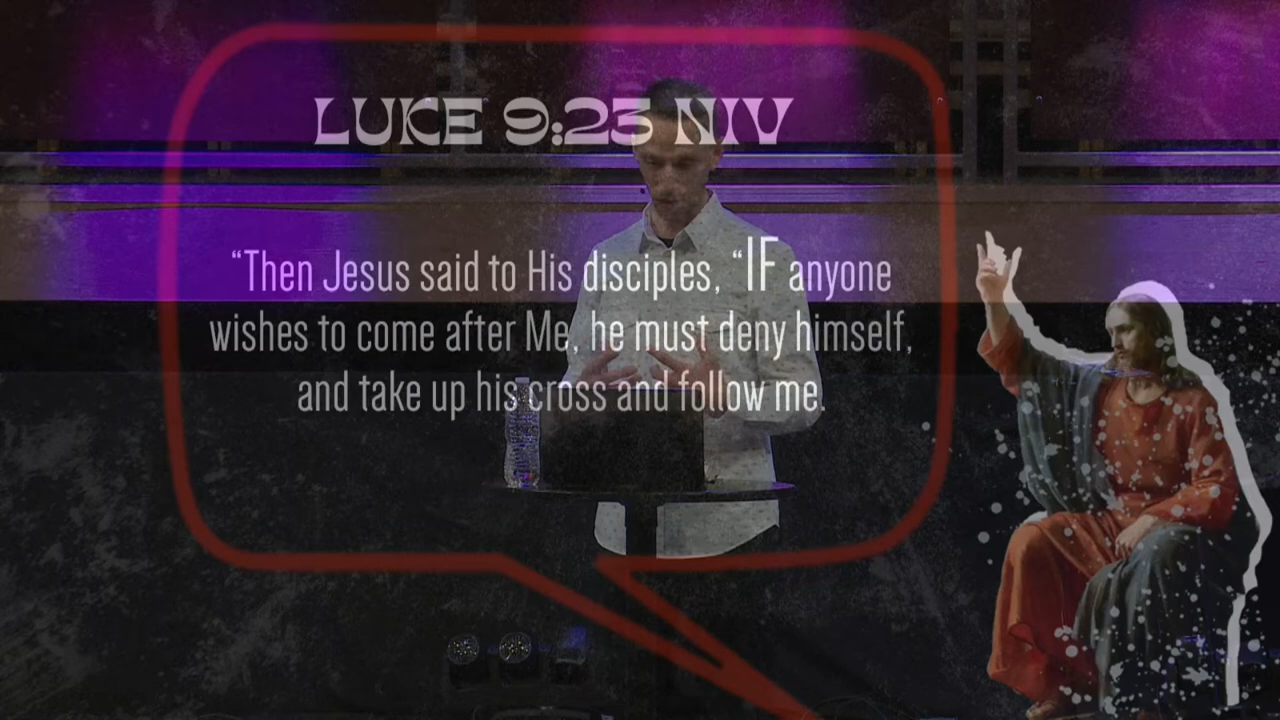 LUKE 9:23 NIV
“Then Jesus said to His disciples, “IF anyone
wishes to come after Me, he must deny himself,
and take up his cross and follow me.